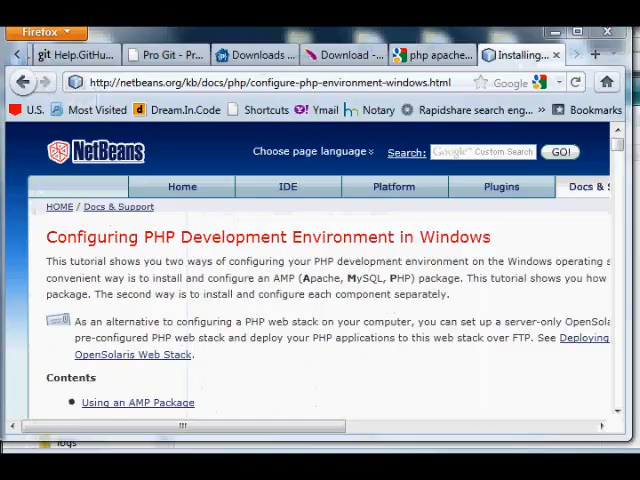 Firefox
git Help.GitHu...
Pro Git - Pr...
Downloads ...
Download -...
php apache...
Installing...
http://netbeans.org/kb/docs/php/configure-php-environment-windows.html
Google
U.S.
Most Visited
Dream.In.Code
Shortcuts
Ymail
Notary
Rapidshare search eng...
Bookmarks
NetBeans
Choose page language
Search:
Google™ Custom Search
GO!
Home
IDE
Platform
Plugins
Docs & S
HOME / Docs & Support
Configuring PHP Development Environment in Windows
This tutorial shows you two ways of configuring your PHP development environment on the Windows operating s
convenient way is to install and configure an AMP (Apache, MySQL, PHP) package. This tutorial shows you how
package. The second way is to install and configure each component separately.
As an alternative to configuring a PHP web stack on your computer, you can set up a server-only OpenSola
pre-configured PHP web stack and deploy your PHP applications to this web stack over FTP. See Deploying
OpenSolaris Web Stack.
Contents
Using an AMP Package
logs